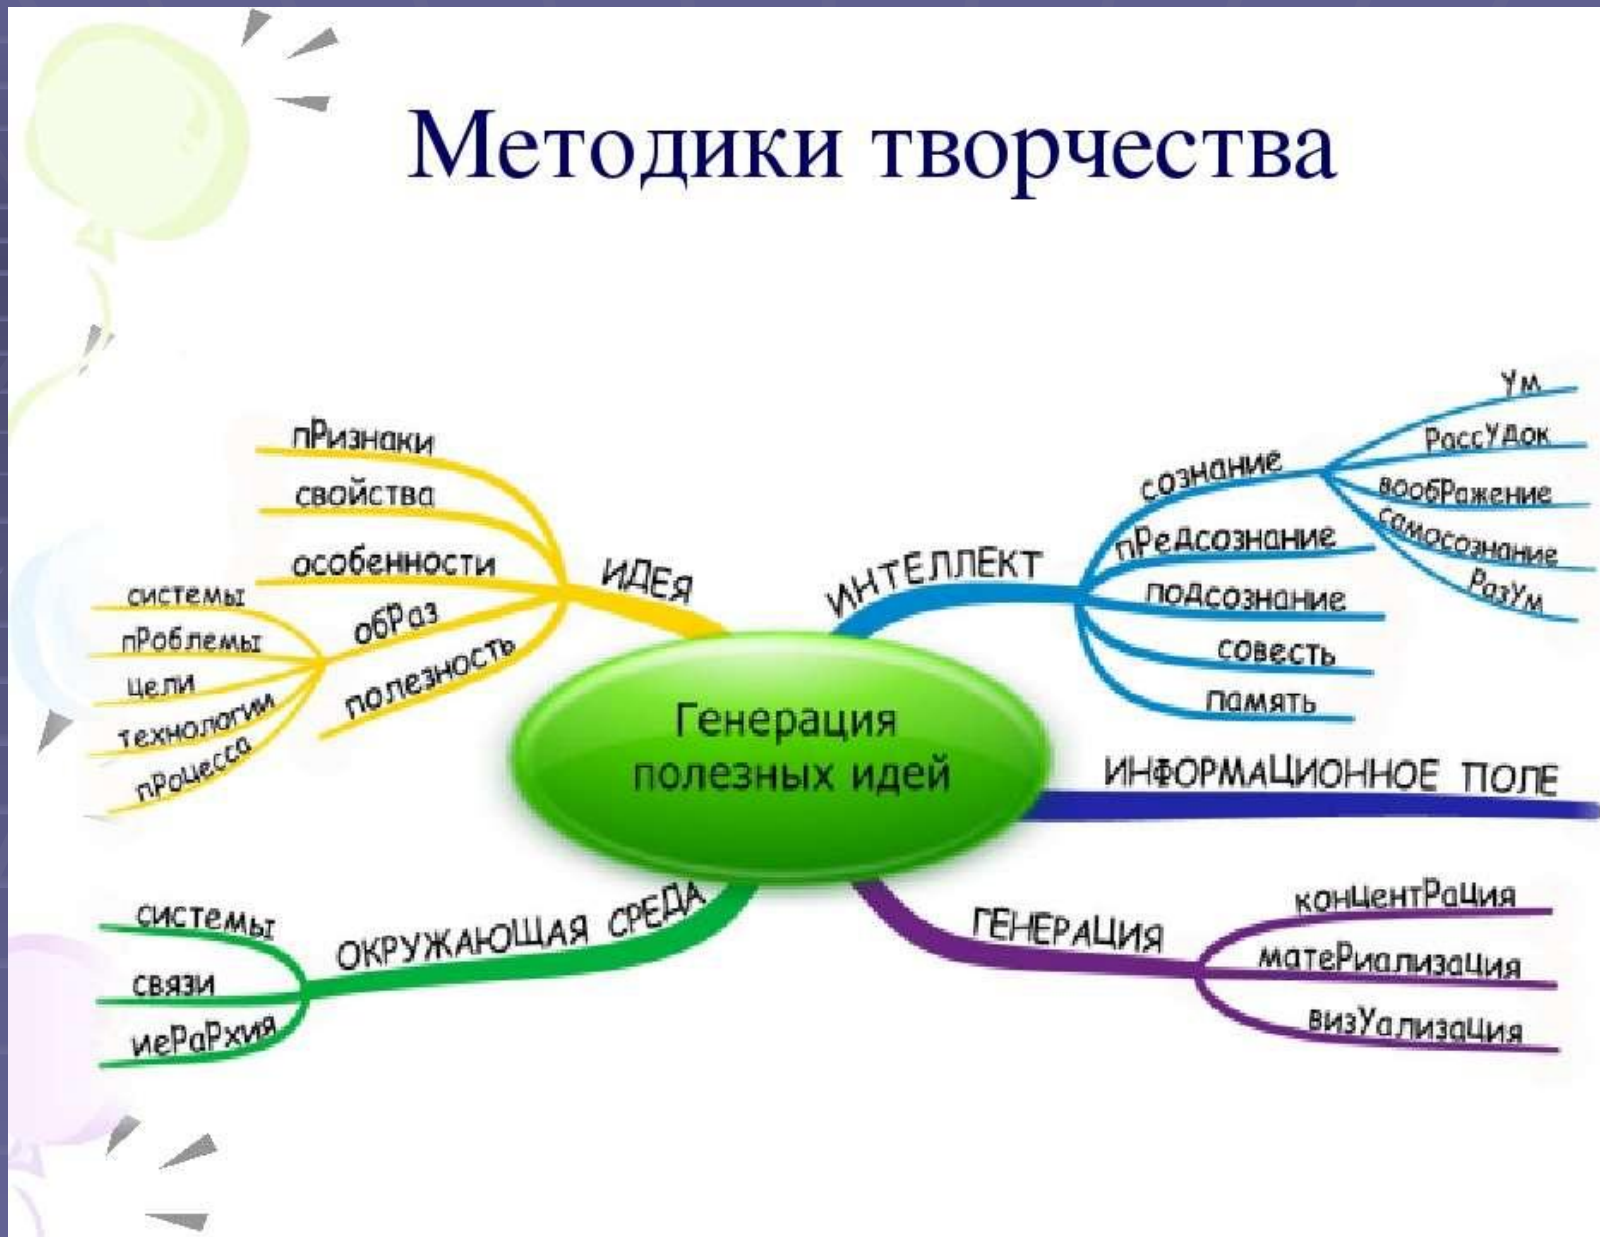 Методики творчества
Генерация
полезных идей
ИДЕЯ
пРизнаки
свойства
особенности
обРаз
системы
пРоблемы
цели
технологии
пРоцесса
полезность
ИНТЕЛЛЕКТ
сознание
Ум
РассУдок
вообРажение
самосознание
РазУм
пРедсознание
подсознание
совесть
память
ИНФОРМАЦИОННОЕ ПОЛЕ
ГЕНЕРАЦИЯ
конЦентРаЦия
матеРиализаЦия
визУализаЦия
ОКРУЖАЮЩАЯ СРЕДА
системы
связи
иеРаРхия